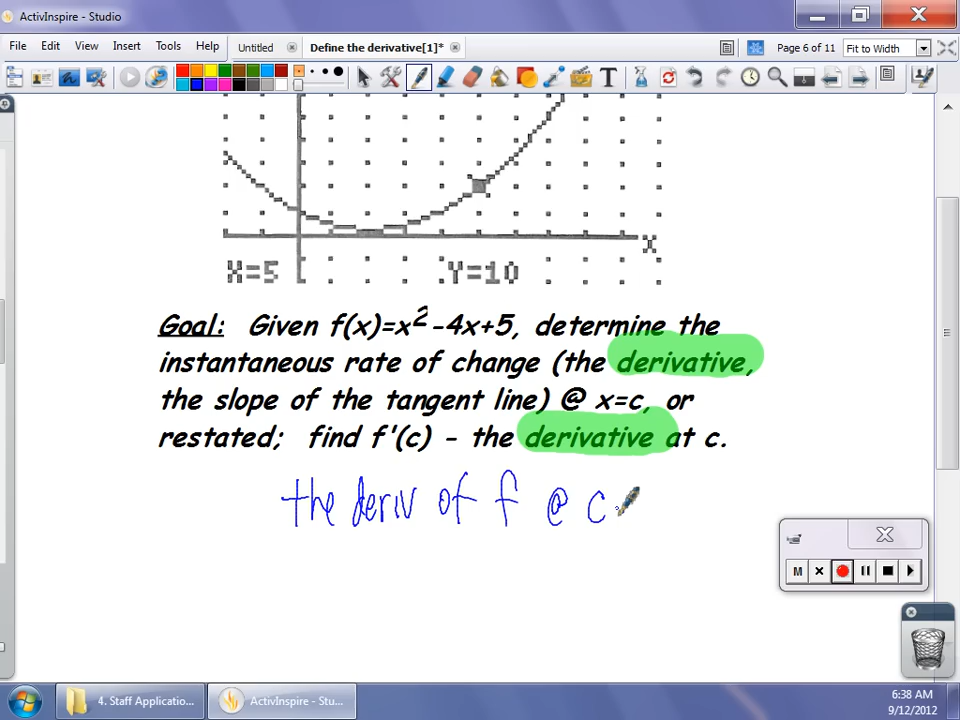 ActivInspire - Studio
File Edit View Insert Tools Help Untitled Define the derivative[1]* Page 6 of 11 Fit to Width
X
X=5 Y=10
Goal: Given f(x)=x²-4x+5, determine the
instantaneous rate of change (the derivative,
the slope of the tangent line) @ x=c, or
restated; find f'(c) - the derivative at c.
the deriv of f @ c.
M
4. Staff Applicatio... ActivInspire - Stu...
6:38 AM
9/12/2012